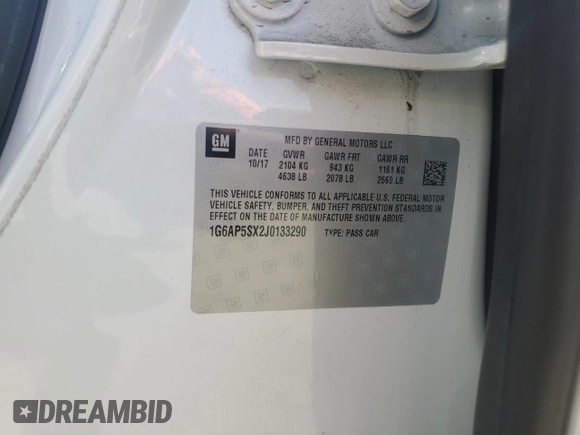 GM
MFD BY GENERAL MOTORS LLC
DATE GVWR GAWR FRT GAWR RR
10/17 2104 KG 943 KG 1161 KG
4638 LB 2078 LB 2560 LB
THIS VEHICLE CONFORMS TO ALL APPLICABLE U.S. FEDERAL MOTOR
VEHICLE SAFETY, BUMPER, AND THEFT PREVENTION STANDARDS
IN EFFECT ON THE DATE OF MANUFACTURE SHOWN ABOVE.
1G6AP5SX2J0133290 TYPE: PASS CAR
DREAMBID